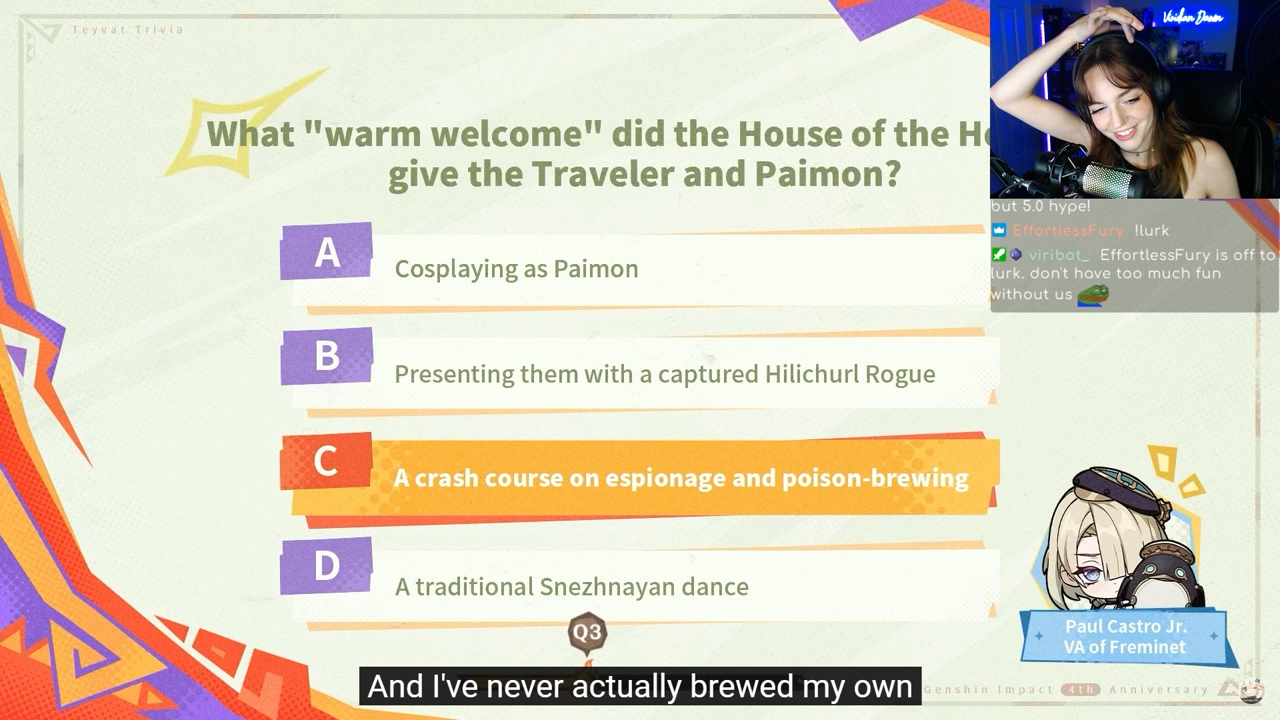 Teyvat Trivia
Viridian Dawn
What "warm welcome" did the House of the He
give the Traveler and Paimon?
but 5.0 hype!
EffortlessFury !lurk
viribot_: EffortlessFury is off to
lurk. don't have too much fun
without us
A
Cosplaying as Paimon
B
Presenting them with a captured Hilichurl Rogue
C
A crash course on espionage and poison-brewing
D
A traditional Snezhnayan dance
Q3
Paul Castro Jr.
VA of Freminet
And I've never actually brewed my own
Genshin Impact 4th Anniversary